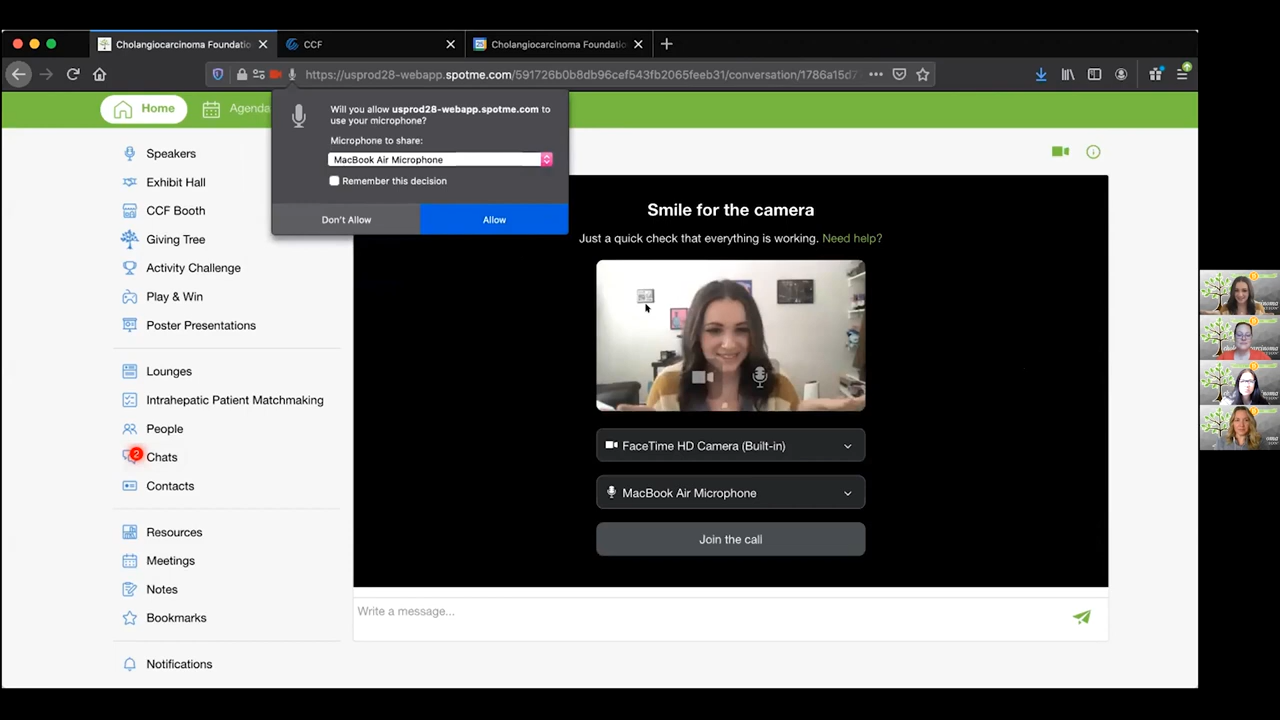 Cholangiocarcinoma Foundatio
CCF
Cholangiocarcinoma Foundatio
https://usprod28-webapp.spotme.com/591726b0b8db96cef543fb2065feeb31/conversation/1786a15d7
Home
Agenda
Will you allow usprod28-webapp.spotme.com to
use your microphone?
Microphone to share:
MacBook Air Microphone
Remember this decision
Don't Allow
Allow
Speakers
Exhibit Hall
CCF Booth
Giving Tree
Activity Challenge
Play & Win
Poster Presentations
Lounges
Intrahepatic Patient Matchmaking
People
2
Chats
Contacts
Resources
Meetings
Notes
Bookmarks
Notifications
Smile for the camera
Just a quick check that everything is working. Need help?
FaceTime HD Camera (Built-in)
MacBook Air Microphone
Join the call
Write a message...